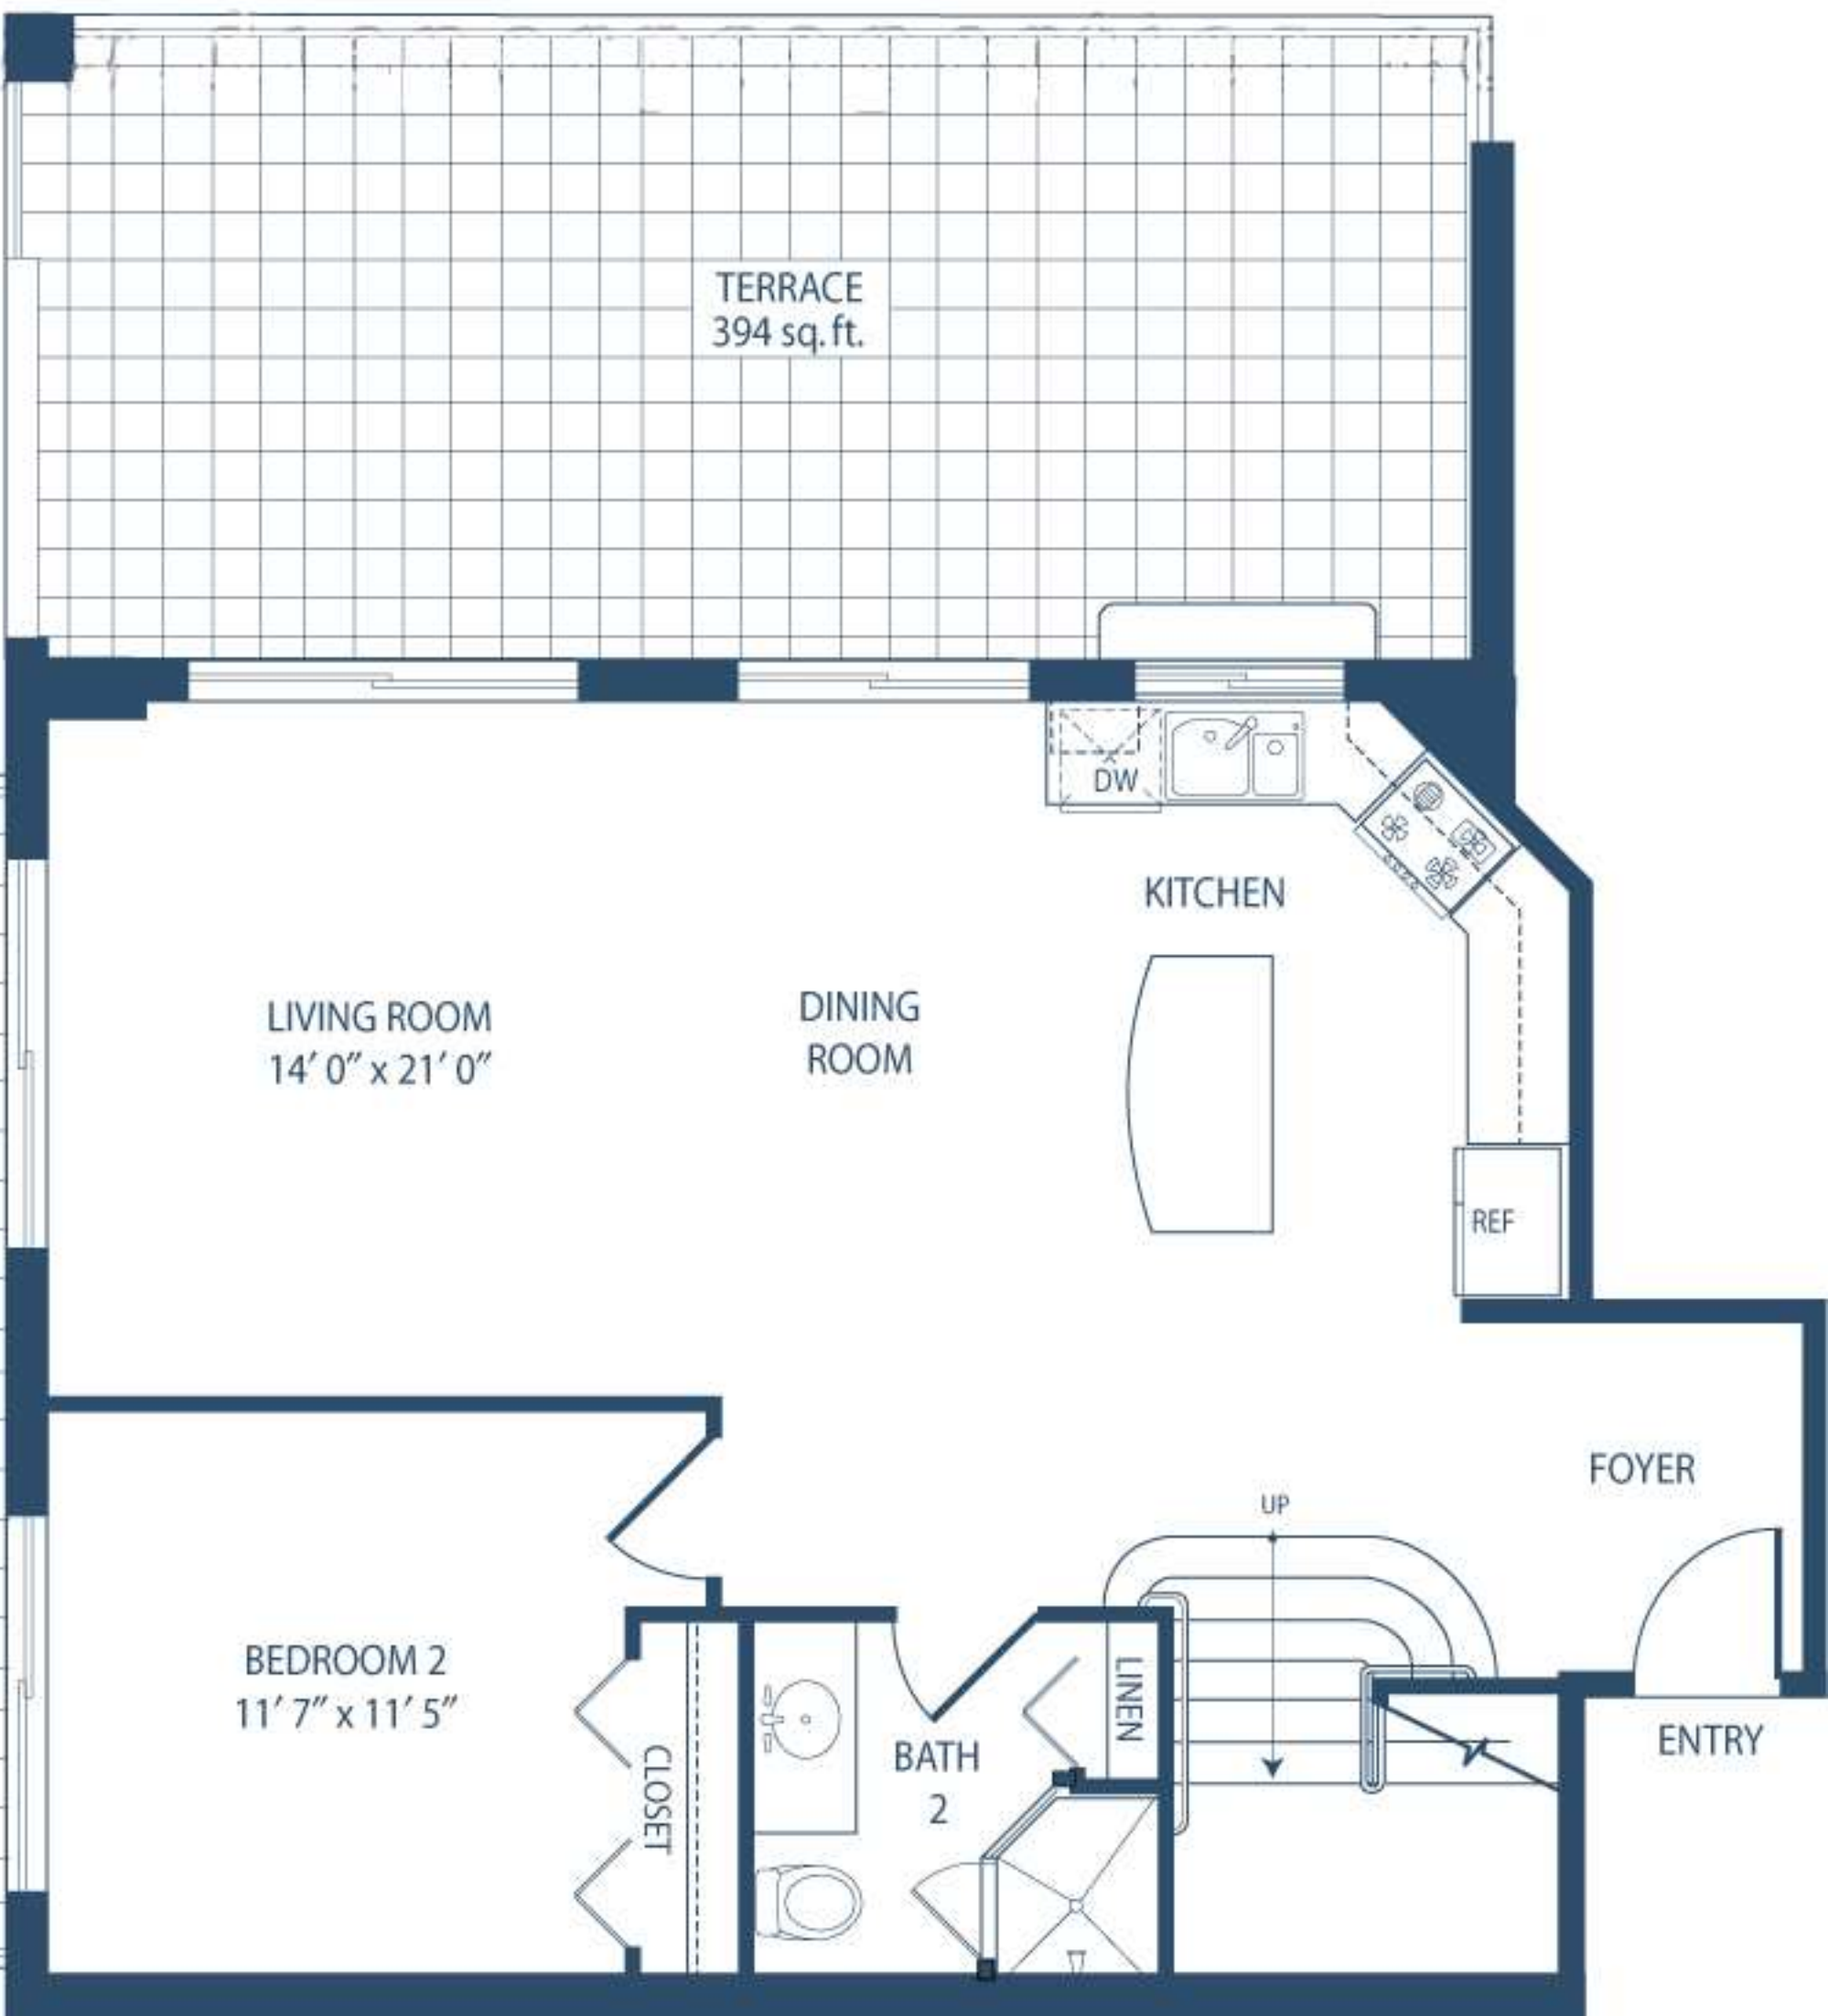 TERRACE
394 sq. ft.
DW
KITCHEN
LIVING ROOM
14′ 0″ x 21′ 0″
DINING
ROOM
REF
FOYER
UP
BEDROOM 2
11′ 7″ x 11′ 5″
CLOSET
BATH
2
LINEN
ENTRY